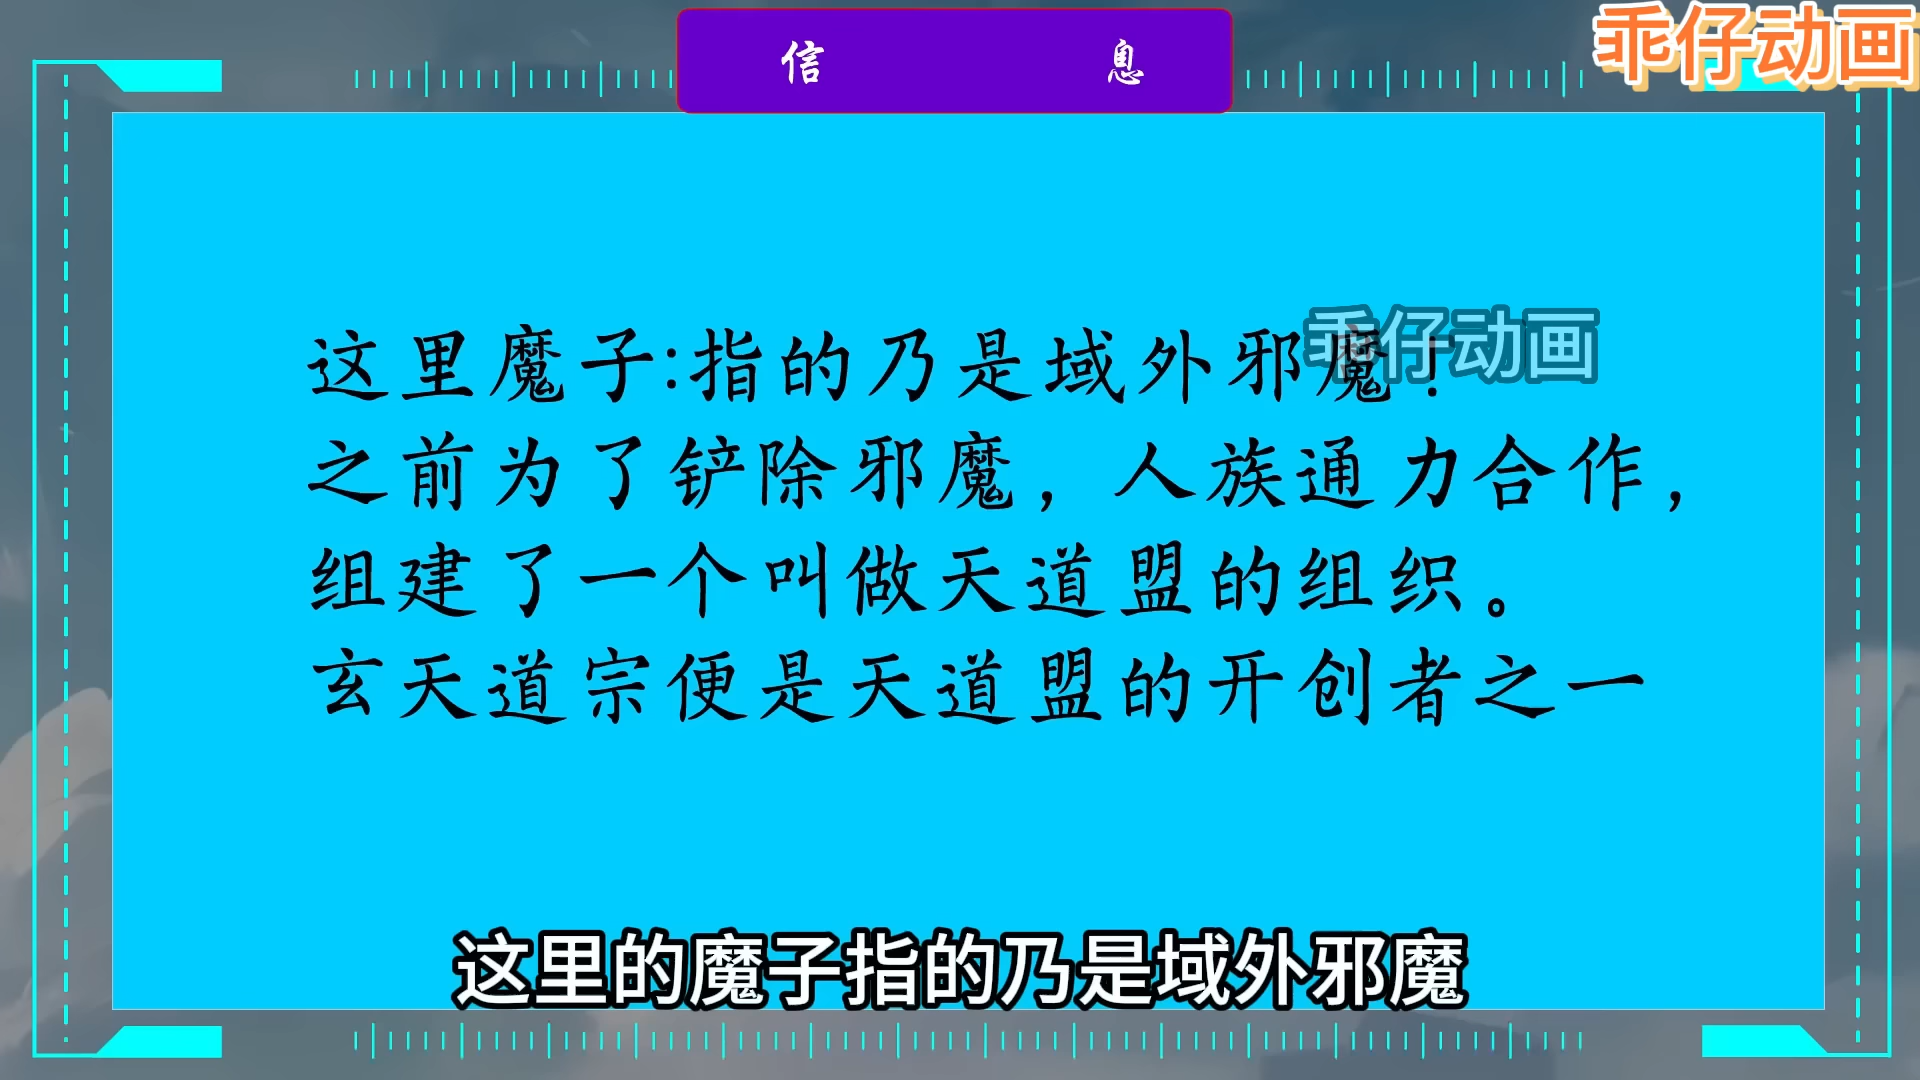 信 息
乖仔动画
乖仔动画
这里魔子:指的乃是域外邪魔!
之前为了铲除邪魔，人族通力合作，
组建了一个叫做天道盟的组织。
玄天道宗便是天道盟的开创者之一
这里的魔子指的乃是域外邪魔